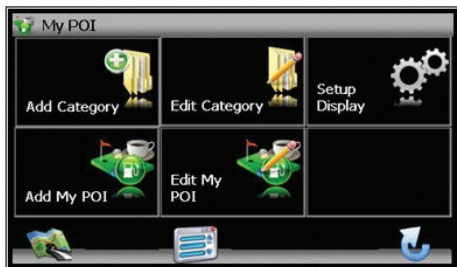 My POI
Add Category
Edit Category
Setup
Display
Add My POI
Edit My
POI